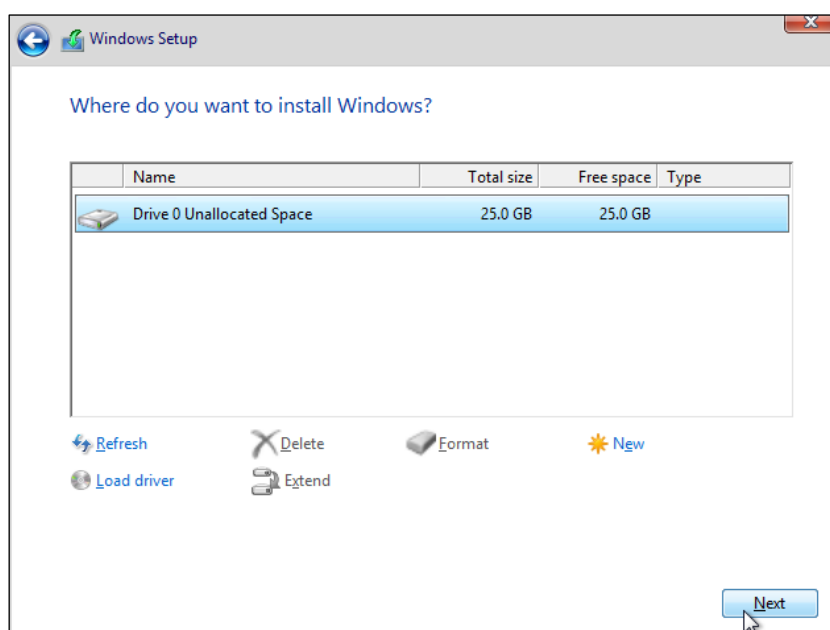 Windows Setup
Where do you want to install Windows?
Name Total size Free space Type
Drive 0 Unallocated Space 25.0 GB 25.0 GB
Refresh Delete Format New
Load driver Extend
Next